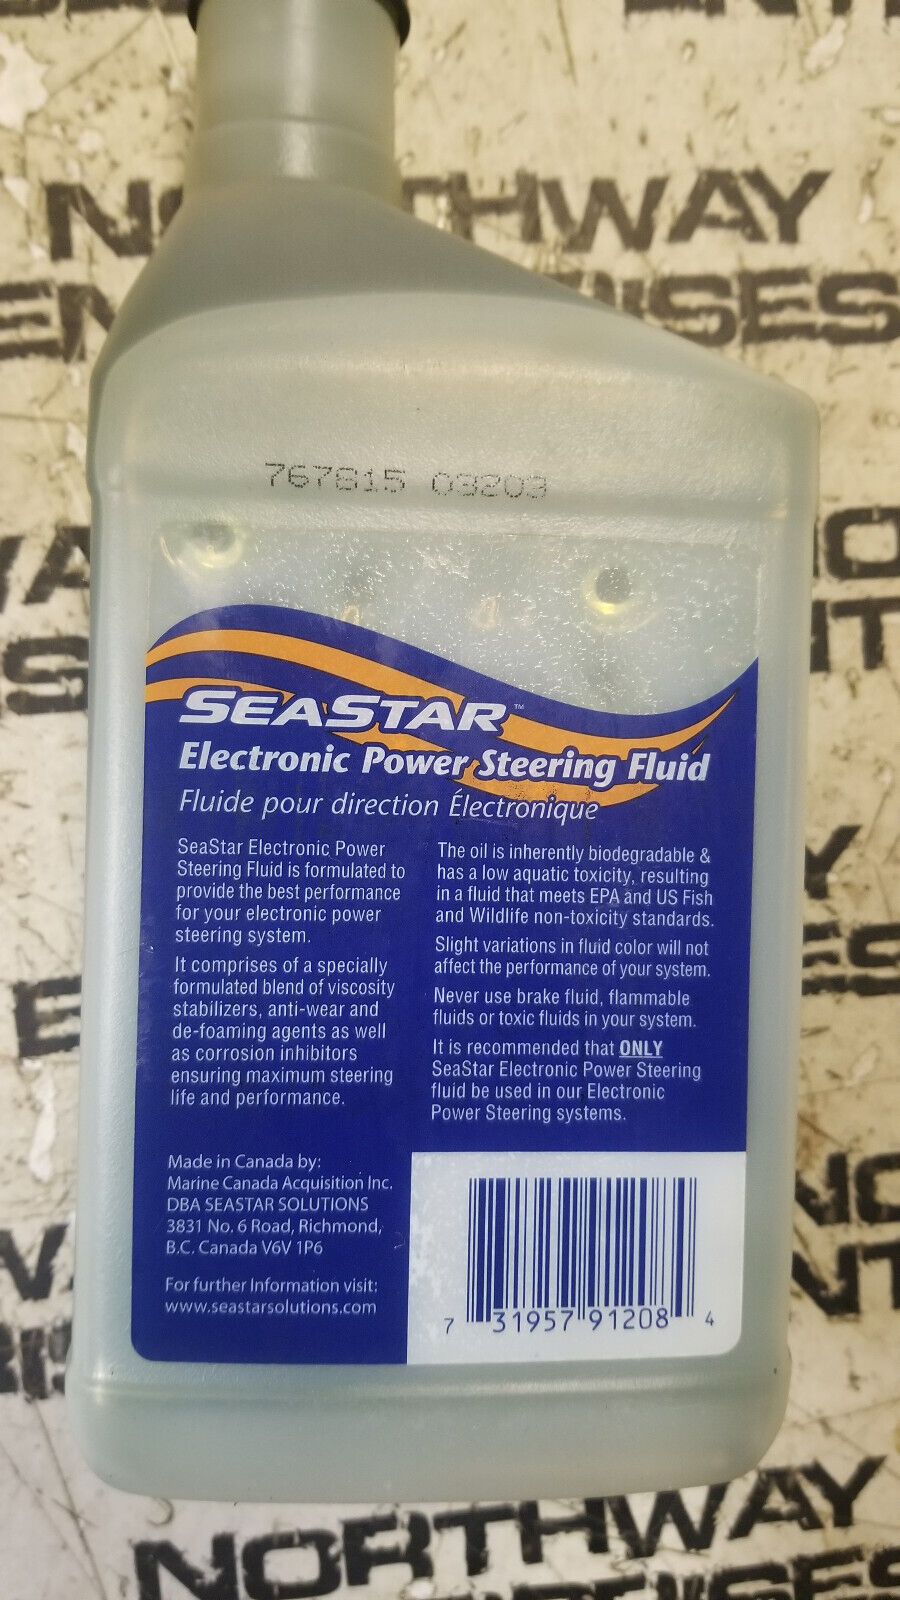 NORTHWAY
767815 03203
SEASTAR™
Electronic Power Steering Fluid
Fluide pour direction Électronique
SeaStar Electronic Power
Steering Fluid is formulated to
provide the best performance
for your electronic power
steering system.
It comprises of a specially
formulated blend of viscosity
stabilizers, anti-wear and
de-foaming agents as well
as corrosion inhibitors
ensuring maximum steering
life and performance.
The oil is inherently biodegradable &
has a low aquatic toxicity, resulting
in a fluid that meets EPA and US Fish
and Wildlife non-toxicity standards.
Slight variations in fluid color will not
affect the performance of your system.
Never use brake fluid, flammable
fluids or toxic fluids in your system.
It is recommended that ONLY
SeaStar Electronic Power Steering
fluid be used in our Electronic
Power Steering systems.
Made in Canada by:
Marine Canada Acquisition Inc.
DBA SEASTAR SOLUTIONS
3831 No. 6 Road, Richmond,
B.C. Canada V6V 1P6
For further Information visit:
www.seastarsolutions.com
7 31957 91208 4
NORTHWAY